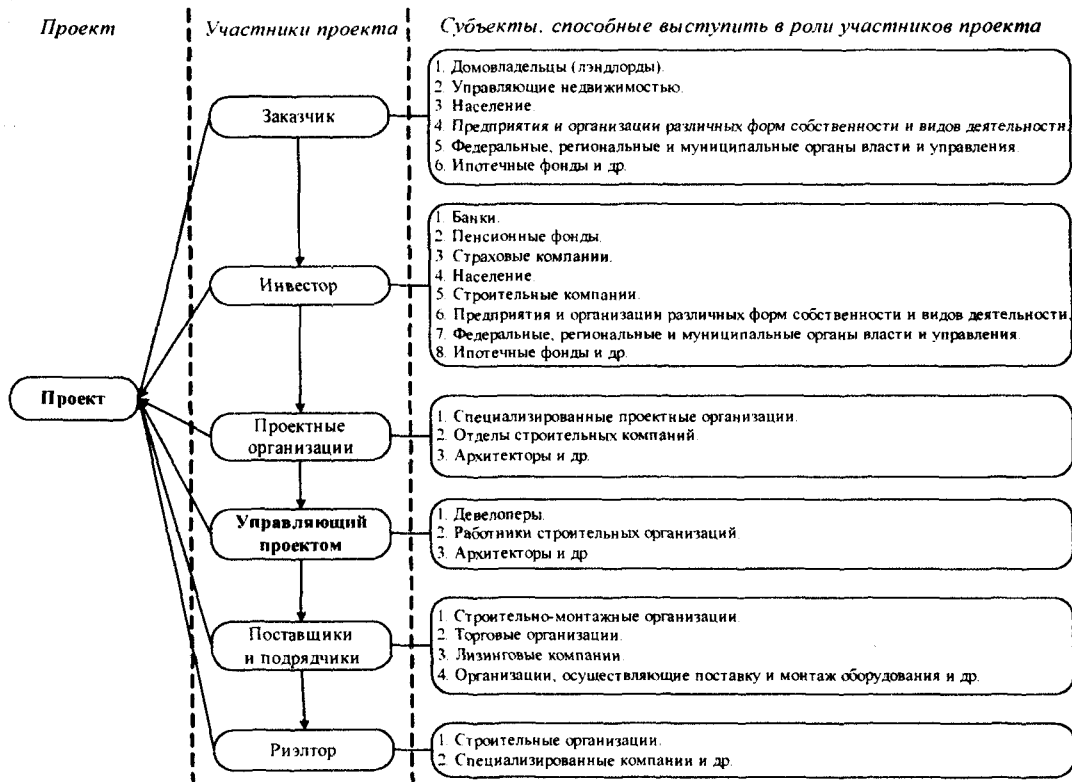 Проект
Участники проекта
Субъекты, способные выступить в роли участников проекта
Заказчик
1. Домовладельцы (лэндлорды).
2 Управляющие недвижимостью.
3 Население.
4. Предприятия и организации различных форм собственности и видов деятельности.
5. Федеральные, региональные и муниципальные органы власти и управления.
6. Ипотечные фонды и др.
Инвестор
1. Банки.
2. Пенсионные фонды.
3 Страховые компании.
4. Население.
5. Строительные компании.
6. Предприятия и организации различных форм собственности и видов деятельности.
7. Федеральные, региональные и муниципальные органы власти и управления.
8. Ипотечные фонды и др.
Проект
Проектные
организации
1. Специализированные проектные организации.
2. Отделы строительных компаний.
3. Архитекторы и др.
Управляющий
проектом
1. Девелоперы.
2. Работники строительных организаций.
3. Архитекторы и др
Поставщики
и подрядчики
1. Строительно-монтажные организации.
2. Торговые организации.
3. Лизинговые компании.
4. Организации, осуществляющие поставку и монтаж оборудования и др.
Риэлтор
1. Строительные организации.
2 Специализированные компании и др.